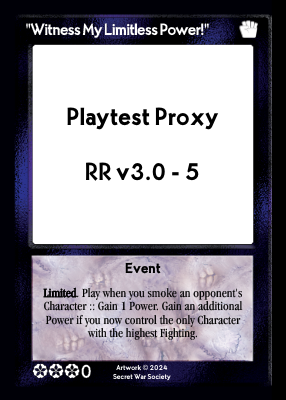 "Witness My Limitless Power!"
Playtest Proxy
RR v3.0 - 5
Event
Limited. Play when you smoke an opponent's
Character :: Gain 1 Power. Gain an additional
Power if you now control the only Character
with the highest Fighting.
0
Artwork © 2024
Secret War Society